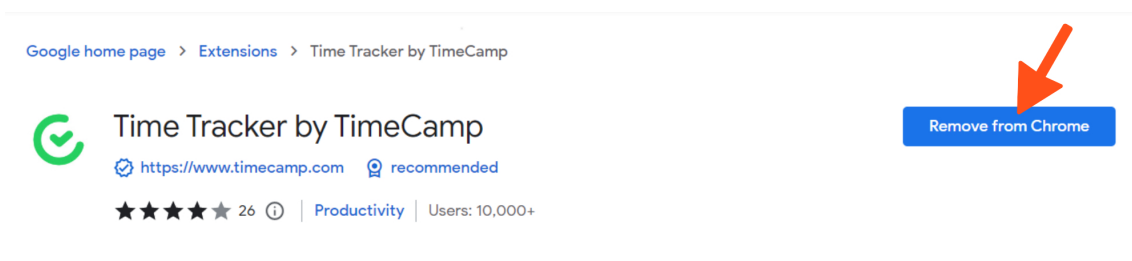 Google home page > Extensions > Time Tracker by TimeCamp
Time Tracker by TimeCamp
Remove from Chrome
https://www.timecamp.com recommended
26 Productivity Users: 10,000+